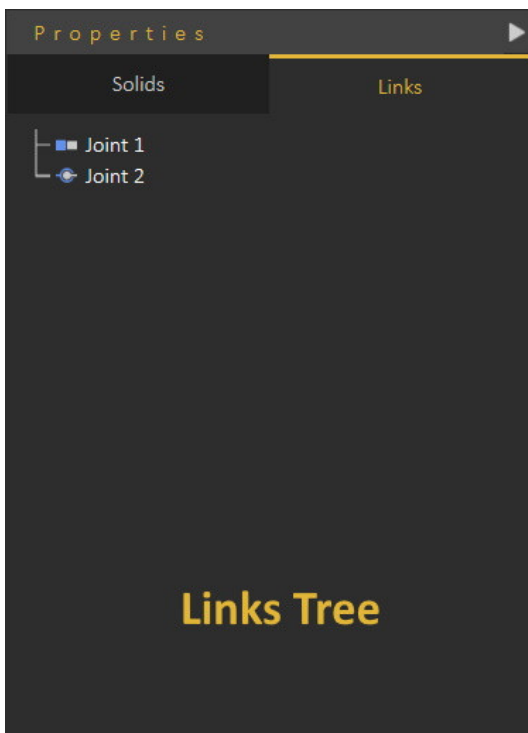 Properties
Solids
Links
Joint 1
Joint 2
Links Tree